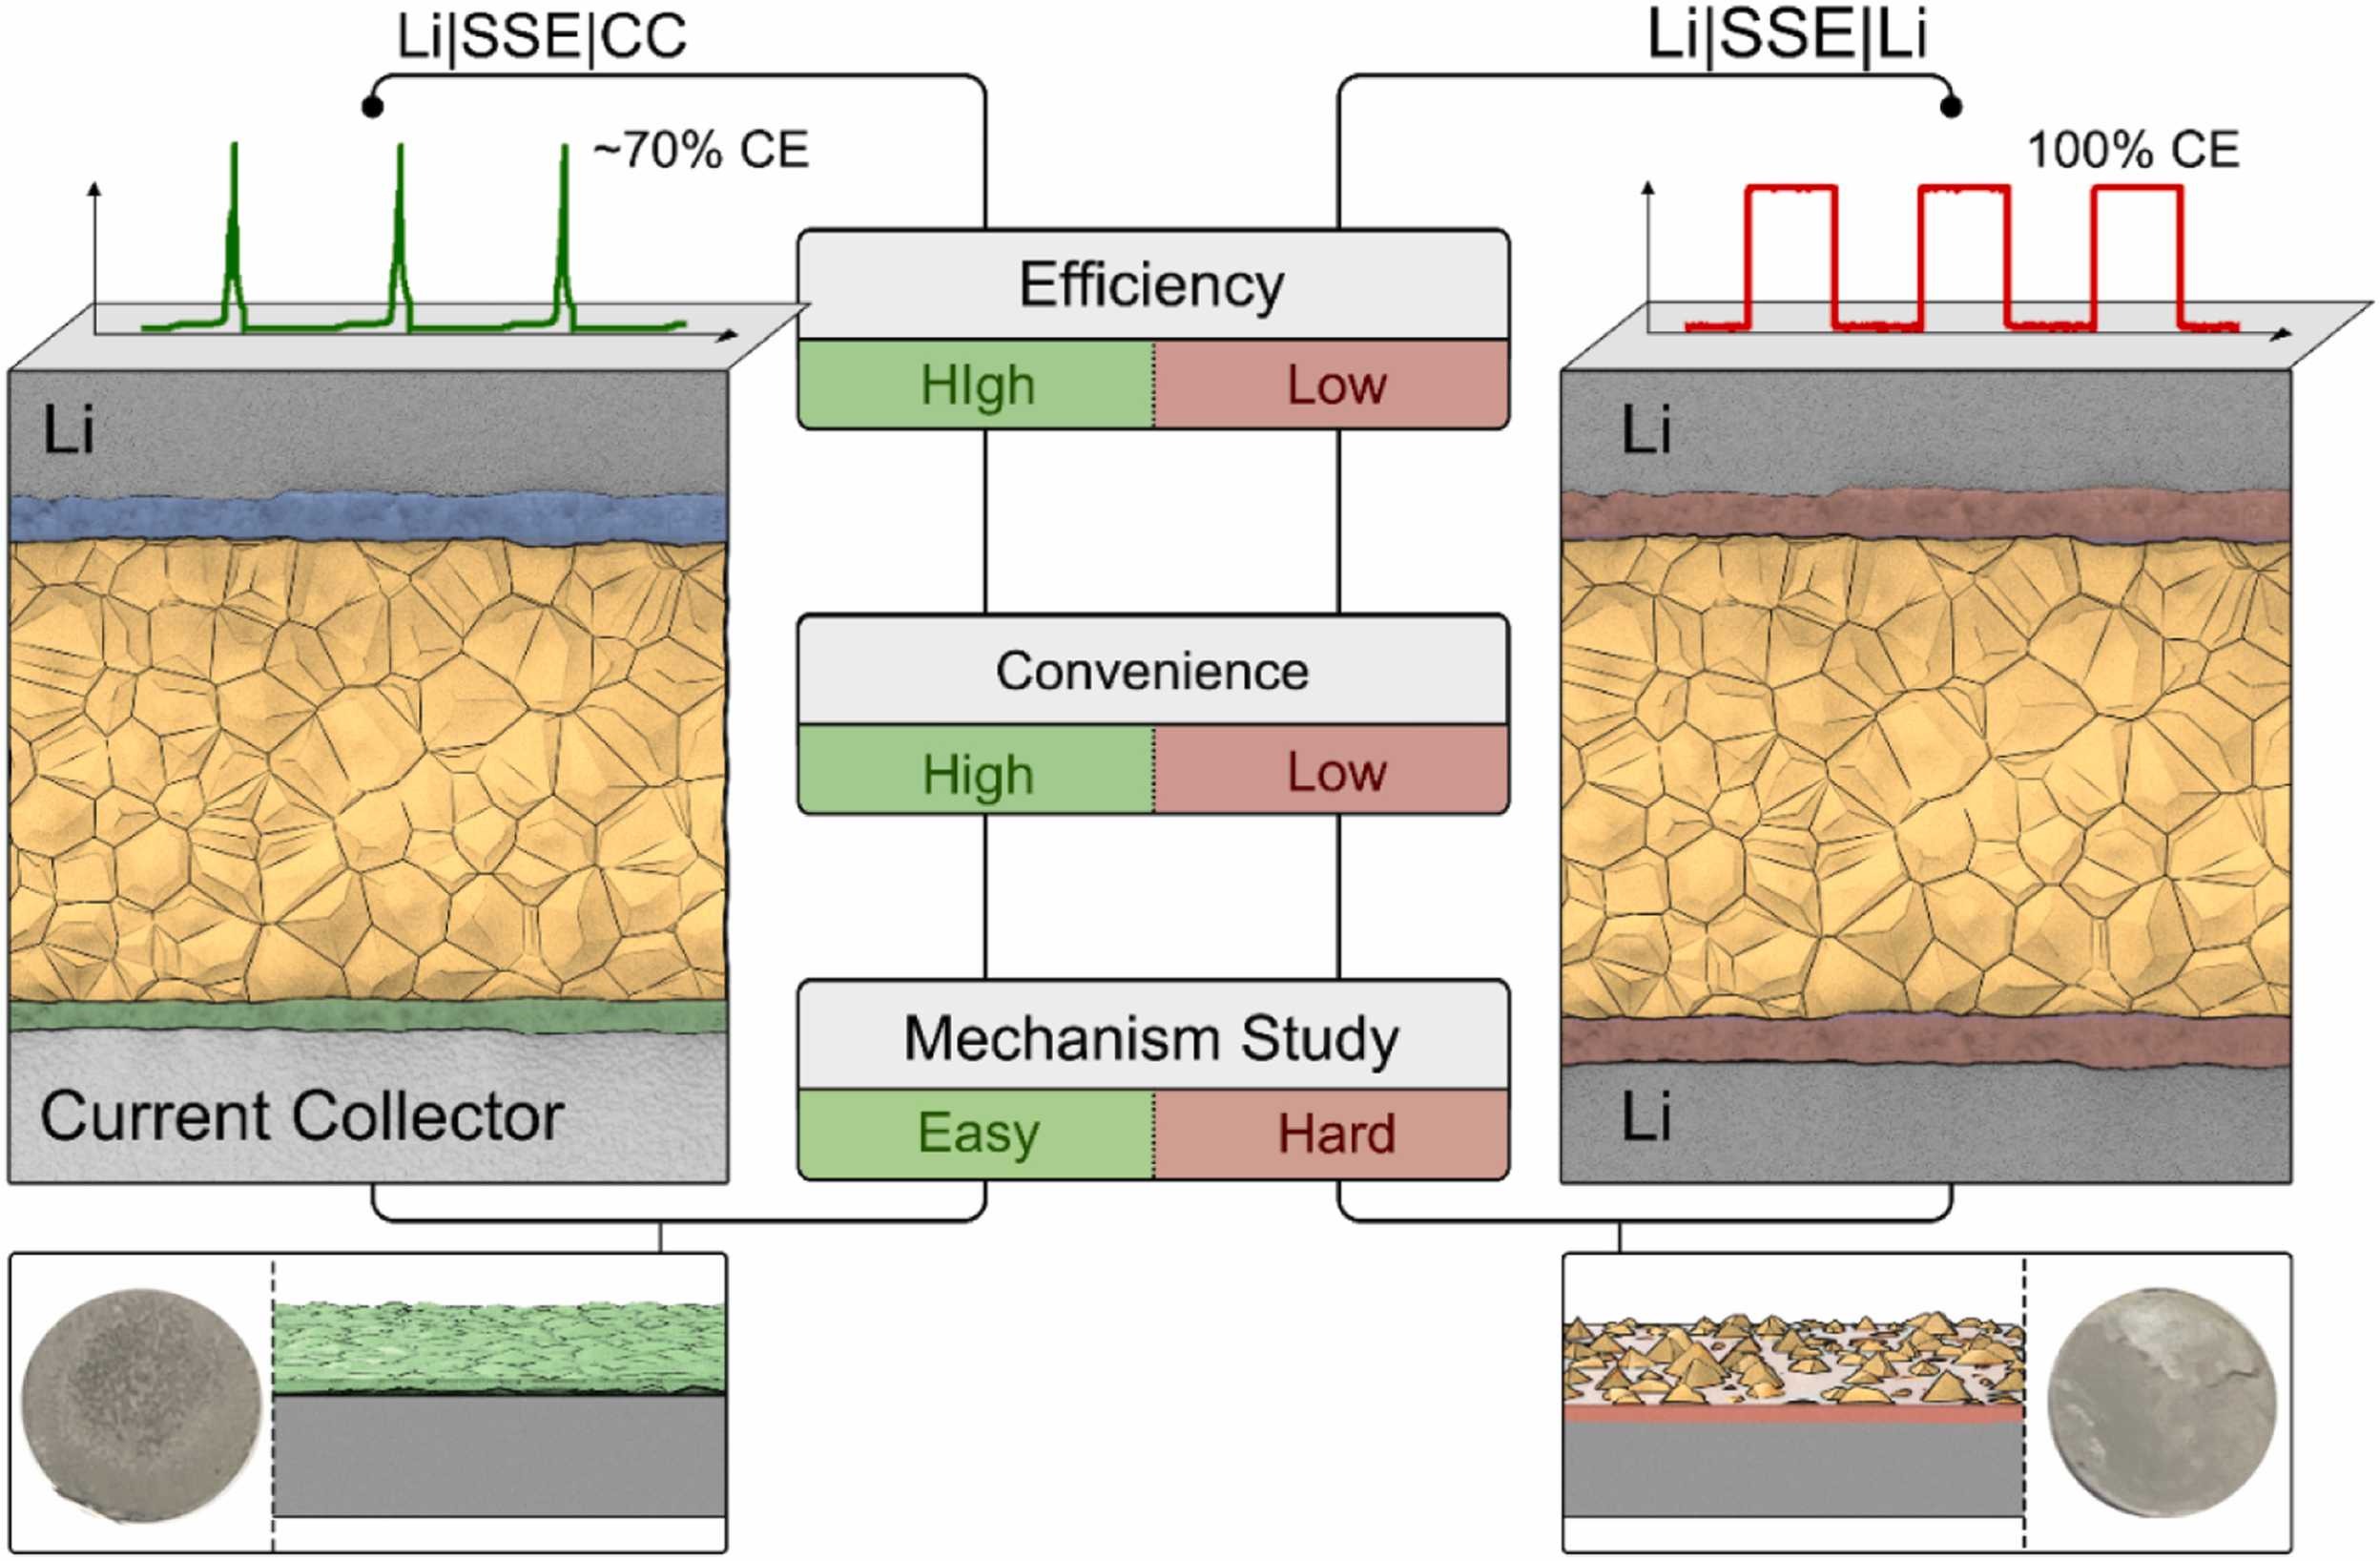 Li|SSE|CC
Li|SSE|Li
~70% CE
100% CE
Efficiency
HIgh
Low
Li
Li
Convenience
High
Low
Mechanism Study
Easy
Hard
Current Collector
Li